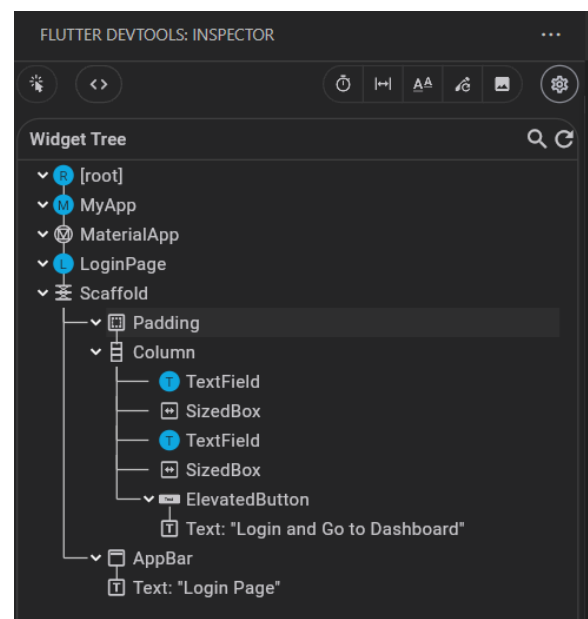 FLUTTER DEVTOOLS: INSPECTOR
Widget Tree
R [root]
M MyApp
MaterialApp
L LoginPage
Scaffold
Padding
Column
T TextField
SizedBox
T TextField
SizedBox
ElevatedButton
T Text: "Login and Go to Dashboard"
AppBar
T Text: "Login Page"